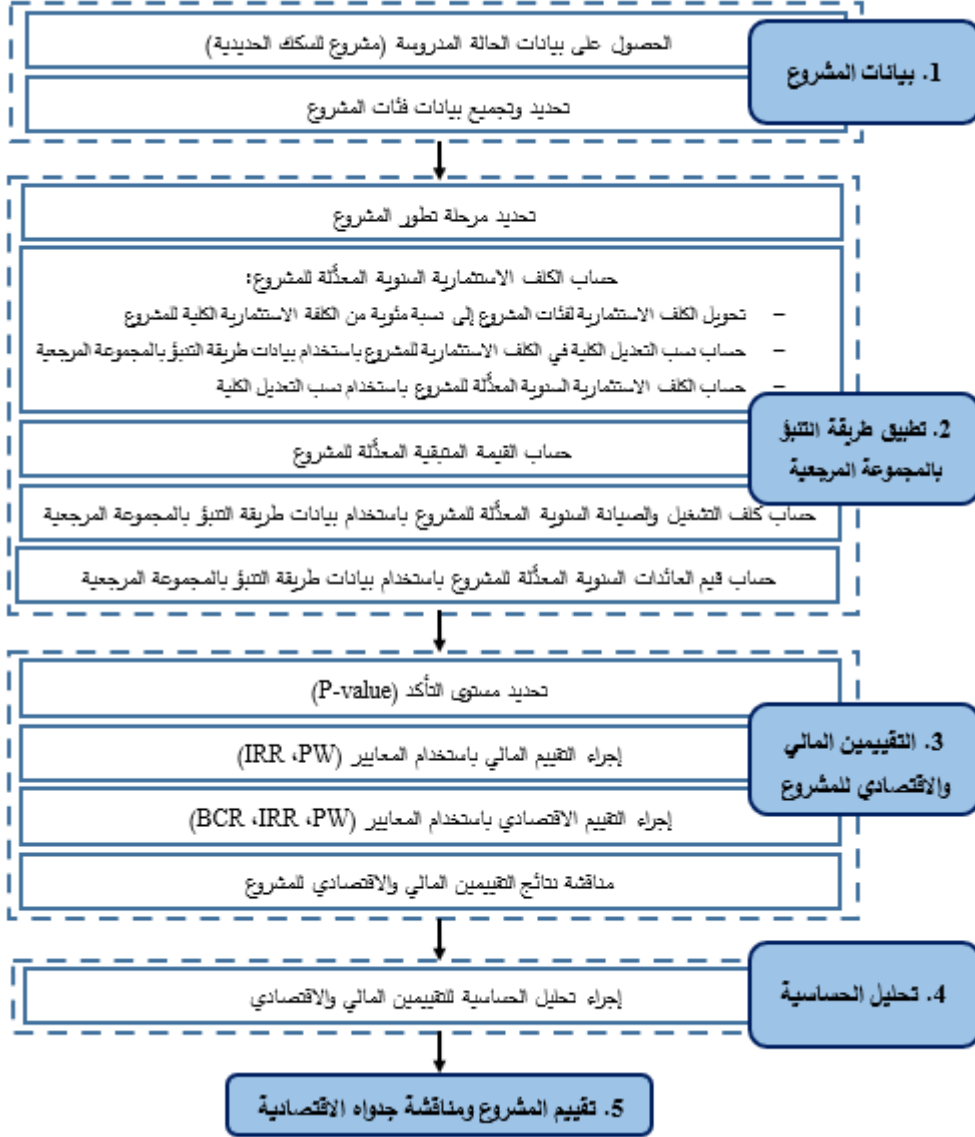 1. بيانات المشروع
الحصول على بيانات الحالة المدروسة (مشروع للسكك الحديدية)
تحديد وتجميع بيانات فئات المشروع
2. تطبيق طريقة التنبؤ
بالمجموعة المرجعية
تحديد مرحلة تطور المشروع
حساب الكلف الاستثمارية السنوية المعدَّلة للمشروع:
– تحويل الكلف الاستثمارية لفئات المشروع إلى نسبة مئوية من الكلفة الاستثمارية الكلية للمشروع
– حساب نسب التعديل الكلية في الكلف الاستثمارية للمشروع باستخدام بيانات طريقة التنبؤ بالمجموعة المرجعية
– حساب الكلف الاستثمارية السنوية المعدَّلة للمشروع باستخدام نسب التعديل الكلية
حساب القيمة المتبقية المعدَّلة للمشروع
حساب كلف التشغيل والصيانة السنوية المعدَّلة للمشروع باستخدام بيانات طريقة التنبؤ بالمجموعة المرجعية
حساب قيم العائدات السنوية المعدَّلة للمشروع باستخدام بيانات طريقة التنبؤ بالمجموعة المرجعية
3. التقييمين المالي
والاقتصادي للمشروع
تحديد مستوى التأكد (P-value)
إجراء التقييم المالي باستخدام المعايير (IRR ،PW)
إجراء التقييم الاقتصادي باستخدام المعايير (BCR ،IRR ،PW)
مناقشة نتائج التقييمين المالي والاقتصادي للمشروع
4. تحليل الحساسية
إجراء تحليل الحساسية للتقييمين المالي والاقتصادي
5. تقييم المشروع ومناقشة جدواه الاقتصادية